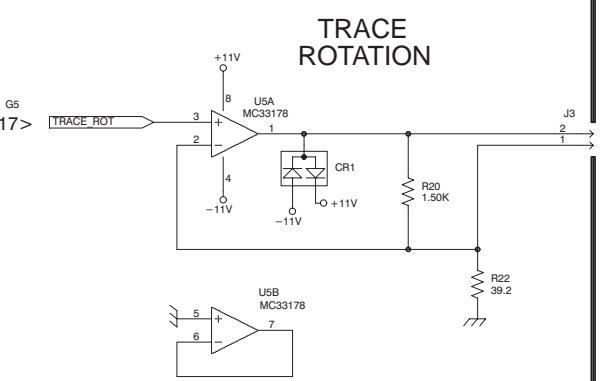 TRACE
ROTATION
+11V
G5
17>
TRACE_ROT
U5A
MC33178
8
3
+
2
−
1
4
−11V
CR1
+11V
−11V
R20
1.50K
J3
2
1
R22
39.2
U5B
MC33178
5
+
6
−
7